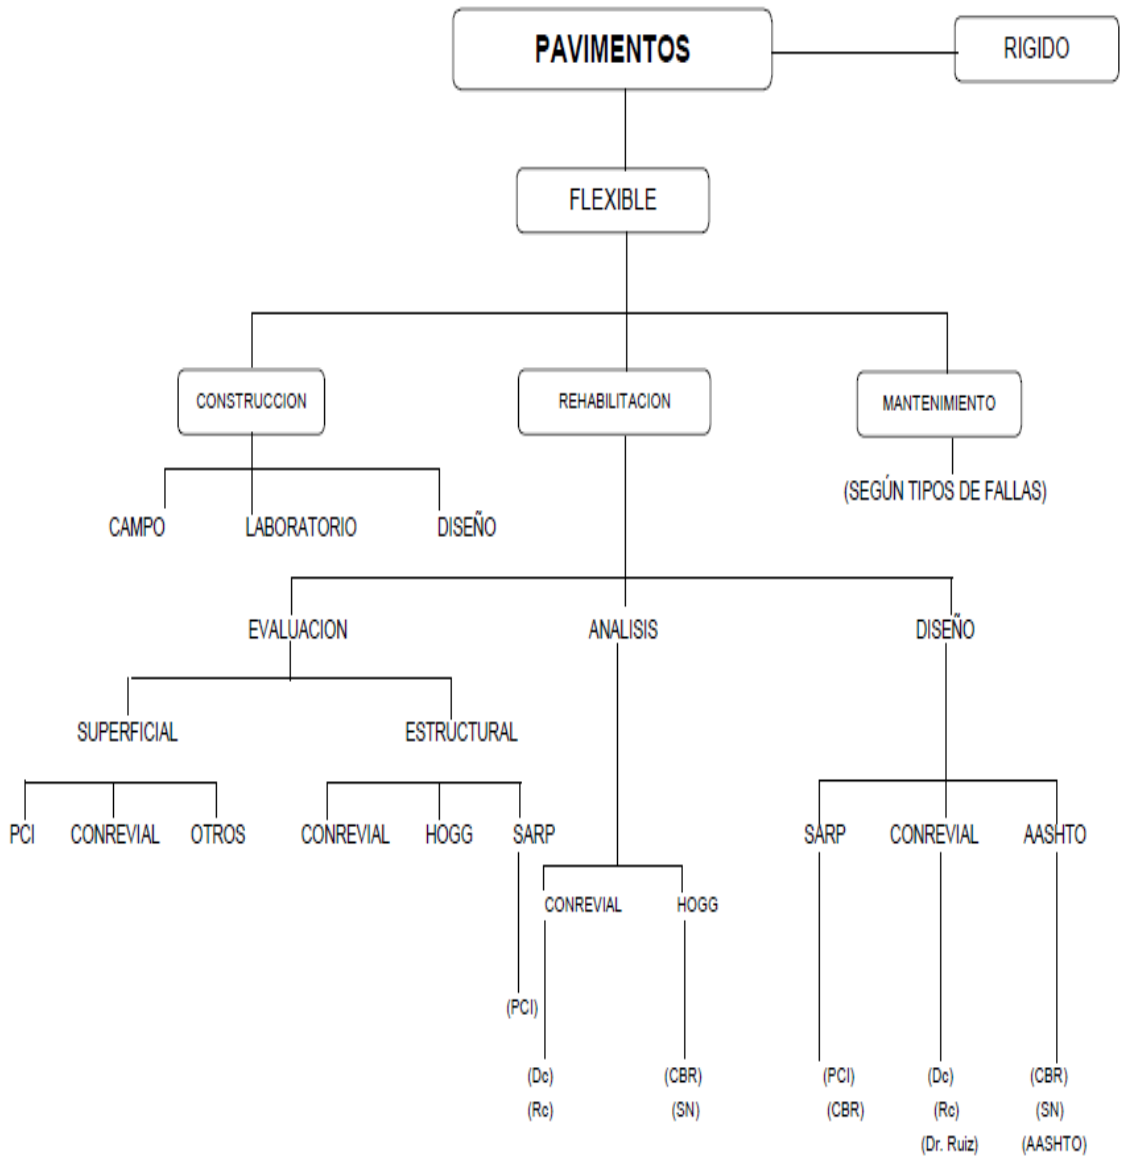 PAVIMENTOS
RIGIDO
FLEXIBLE
CONSTRUCCION
REHABILITACION
MANTENIMIENTO
(SEGÚN TIPOS DE FALLAS)
CAMPO
LABORATORIO
DISEÑO
EVALUACION
ANALISIS
DISEÑO
SUPERFICIAL
ESTRUCTURAL
PCI
CONREVIAL
OTROS
CONREVIAL
HOGG
SARP
SARP
CONREVIAL
AASHTO
CONREVIAL
HOGG
(PCI)
(Dc)
(CBR)
(PCI)
(Dc)
(CBR)
(Rc)
(SN)
(CBR)
(Rc)
(SN)
(Dr. Ruiz)
(AASHTO)